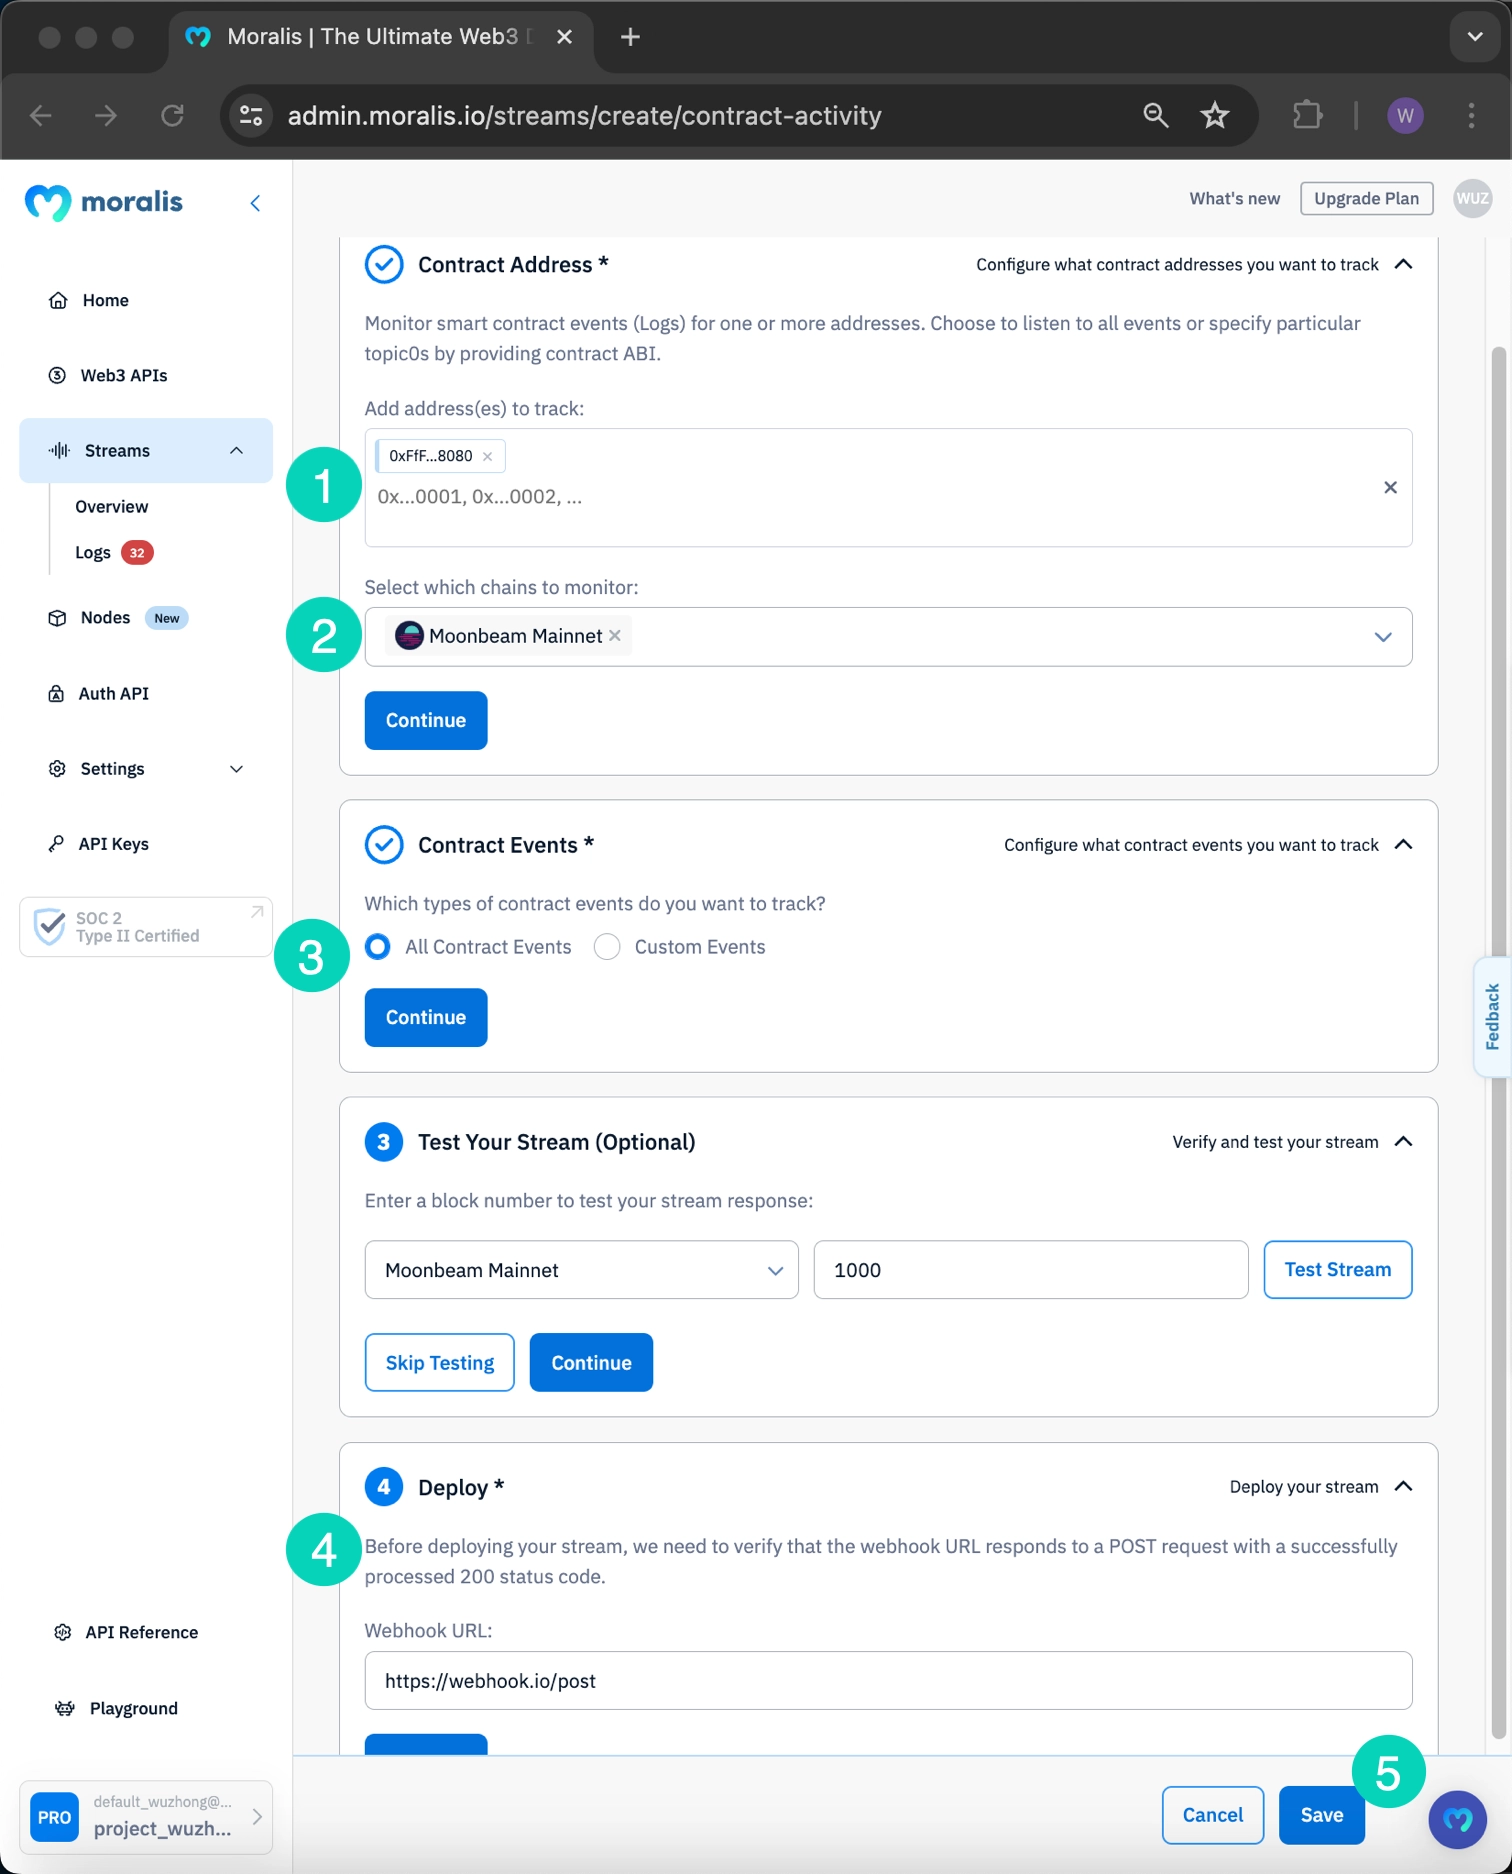 Moralis | The Ultimate Web3
admin.moralis.io/streams/create/contract-activity
W
moralis
What's new
Upgrade Plan
WUZ
Home
Web3 APIs
Streams
Overview
Logs 32
Nodes New
Auth API
Settings
API Keys
SOC 2
Type II Certified
API Reference
Playground
PRO
default_wuzhong@...
project_wuzh...
Contract Address *
Configure what contract addresses you want to track
Monitor smart contract events (Logs) for one or more addresses. Choose to listen to all events or specify particular
topic0s by providing contract ABI.
Add address(es) to track:
1
0xFfF...8080
0x...0001, 0x...0002, ...
Select which chains to monitor:
2
Moonbeam Mainnet
Continue
Contract Events *
Configure what contract events you want to track
Which types of contract events do you want to track?
3
All Contract Events
Custom Events
Continue
3
Test Your Stream (Optional)
Verify and test your stream
Enter a block number to test your stream response:
Moonbeam Mainnet
1000
Test Stream
Skip Testing
Continue
4
Deploy *
Deploy your stream
4
Before deploying your stream, we need to verify that the webhook URL responds to a POST request with a successfully
processed 200 status code.
Webhook URL:
https://webhook.io/post
5
Cancel
Save
Fedback